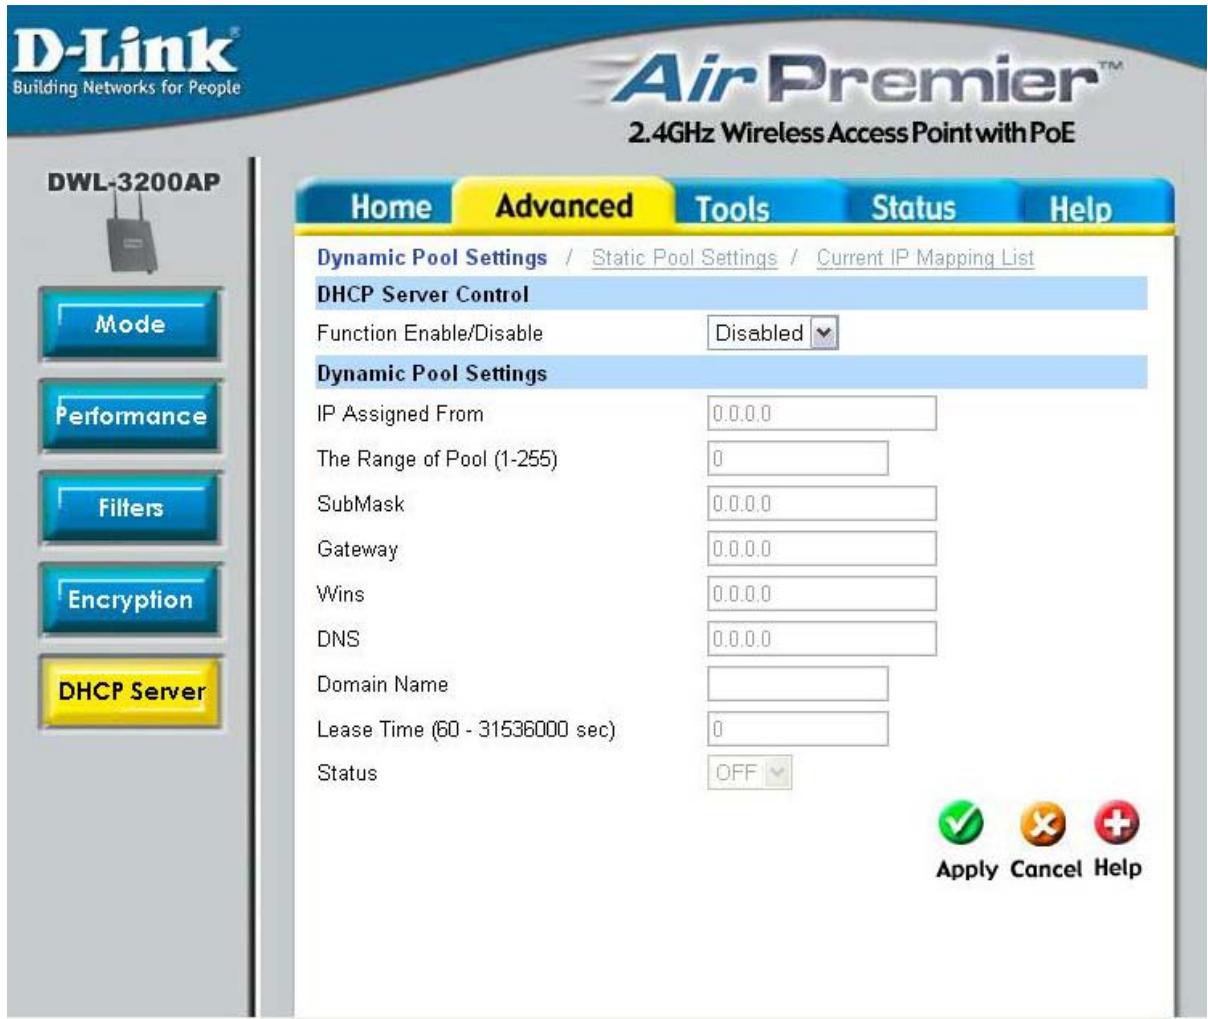 D-Link®
Building Networks for People
Air Premier™
2.4GHz Wireless Access Point with PoE
DWL-3200AP
Home Advanced Tools Status Help
Dynamic Pool Settings / Static Pool Settings / Current IP Mapping List
DHCP Server Control
Function Enable/Disable Disabled
Dynamic Pool Settings
IP Assigned From 0.0.0.0
The Range of Pool (1-255) 0
SubMask 0.0.0.0
Gateway 0.0.0.0
Wins 0.0.0.0
DNS 0.0.0.0
Domain Name
Lease Time (60 - 31536000 sec) 0
Status OFF
Apply Cancel Help
Mode
Performance
Filters
Encryption
DHCP Server